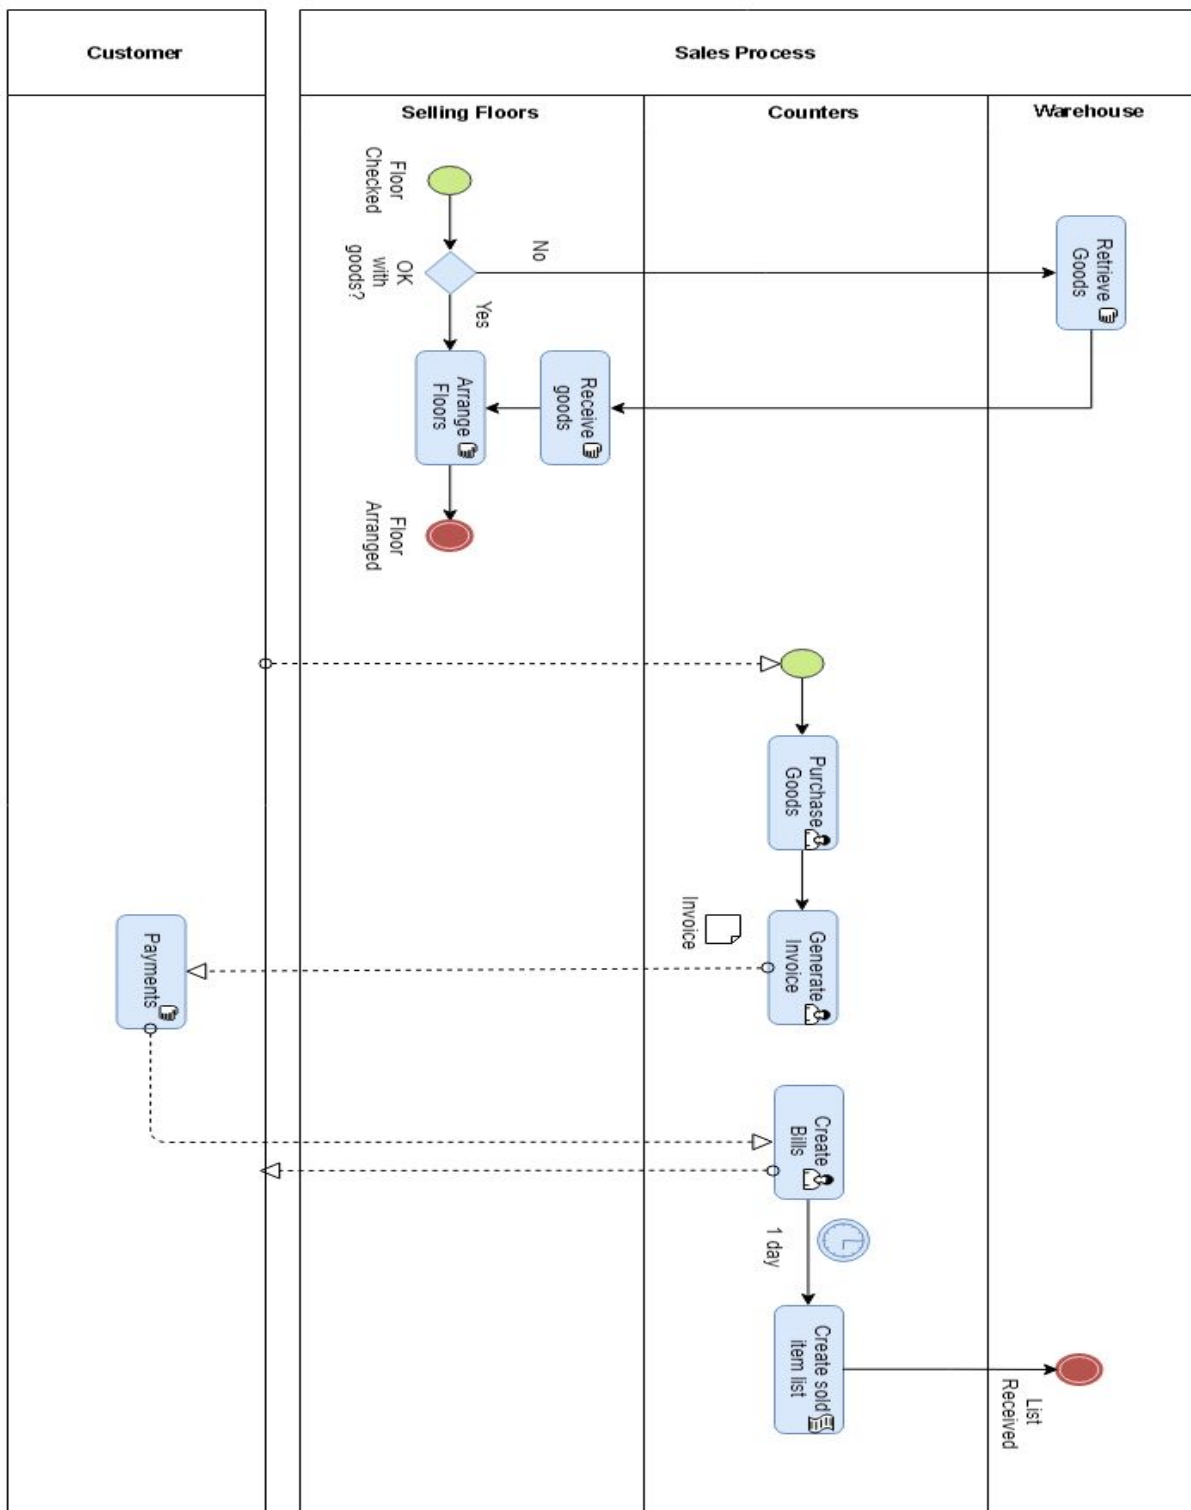 Customer
Sales Process
Selling Floors
Counters
Warehouse
Floor
Checked
OK
with
goods?
No
Yes
Retrieve
Goods
Receive
goods
Arrange
Floors
Floor
Arranged
Purchase
Goods
Generate
Invoice
Invoice
Payments
Create
Bills
1 day
Create sold
item list
List
Received